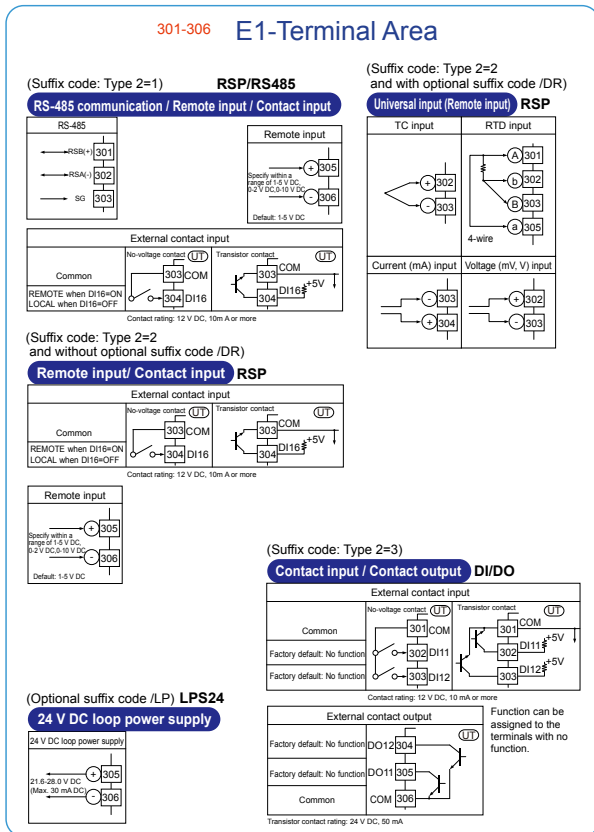 301-306 E1-Terminal Area
(Suffix code: Type 2=1) RSP/RS485
RS-485 communication / Remote input / Contact input
RS-485
RSB(+) 301
RSA(-) 302
SG 303
Remote input
+ 305
Specify within a
range of 1-5 V DC,
0-2 V DC,0-10 V DC
- 306
Default: 1-5 V DC
External contact input
No-voltage contact UT Transistor contact UT
Common 303 COM 303 COM
REMOTE when DI16=ON
LOCAL when DI16=OFF
304 DI16 304 DI16 +5V
Contact rating: 12 V DC, 10m A or more
(Suffix code: Type 2=2
and with optional suffix code /DR)
Universal input (Remote input) RSP
TC input RTD input
+ 302
- 303
A 301
b 302
B 303
a 305
4-wire
Current (mA) input Voltage (mV, V) input
- 303
+ 304
+ 302
- 303
(Suffix code: Type 2=2
and without optional suffix code /DR)
Remote input/ Contact input RSP
External contact input
No-voltage contact UT Transistor contact UT
Common 303 COM 303 COM
REMOTE when DI16=ON
LOCAL when DI16=OFF
304 DI16 304 DI16 +5V
Contact rating: 12 V DC, 10m A or more
Remote input
+ 305
Specify within a
range of 1-5 V DC,
0-2 V DC,0-10 V DC
- 306
Default: 1-5 V DC
(Suffix code: Type 2=3)
Contact input / Contact output DI/DO
External contact input
No-voltage contact UT Transistor contact UT
Common 301 COM 301 COM
Factory default: No function 302 DI11 302 DI11 +5V
Factory default: No function 303 DI12 303 DI12 +5V
Contact rating: 12 V DC, 10 mA or more
External contact output
UT
Factory default: No function DO12 304
Factory default: No function DO11 305
Common COM 306
Transistor contact rating: 24 V DC, 50 mA
Function can be
assigned to the
terminals with no
function.
(Optional suffix code /LP) LPS24
24 V DC loop power supply
24 V DC loop power supply
+ 305
21.6-28.0 V DC
(Max. 30 mA DC)
- 306